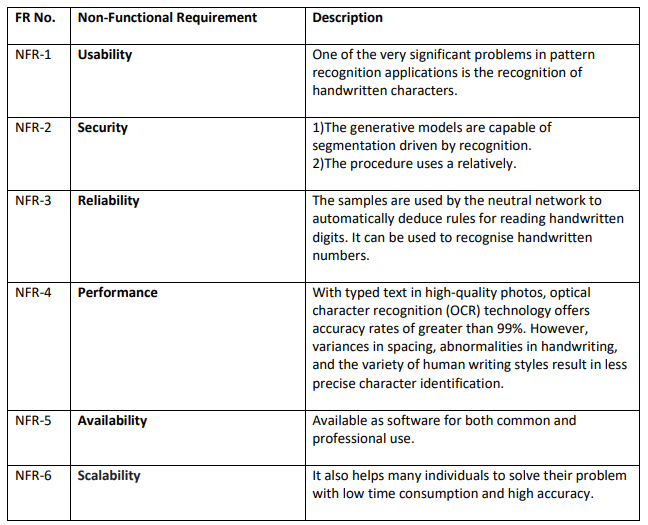 FR No. Non-Functional Requirement Description
NFR-1 Usability One of the very significant problems in pattern
recognition applications is the recognition of
handwritten characters.
NFR-2 Security 1)The generative models are capable of
segmentation driven by recognition.
2)The procedure uses a relatively.
NFR-3 Reliability The samples are used by the neutral network to
automatically deduce rules for reading handwritten
digits. It can be used to recognise handwritten
numbers.
NFR-4 Performance With typed text in high-quality photos, optical
character recognition (OCR) technology offers
accuracy rates of greater than 99%. However,
variances in spacing, abnormalities in handwriting,
and the variety of human writing styles result in less
precise character identification.
NFR-5 Availability Available as software for both common and
professional use.
NFR-6 Scalability It also helps many individuals to solve their problem
with low time consumption and high accuracy.